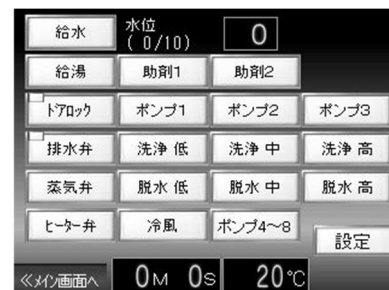 給水 水位 0
( 0/10)
給湯 助剤1 助剤2
ドアロック ポンプ1 ポンプ2 ポンプ3
排水弁 洗浄 低 洗浄 中 洗浄 高
蒸気弁 脱水 低 脱水 中 脱水 高
ヒーター弁 冷風 ポンプ4〜8
設定
≪メイン画面へ 0M 0S 20℃